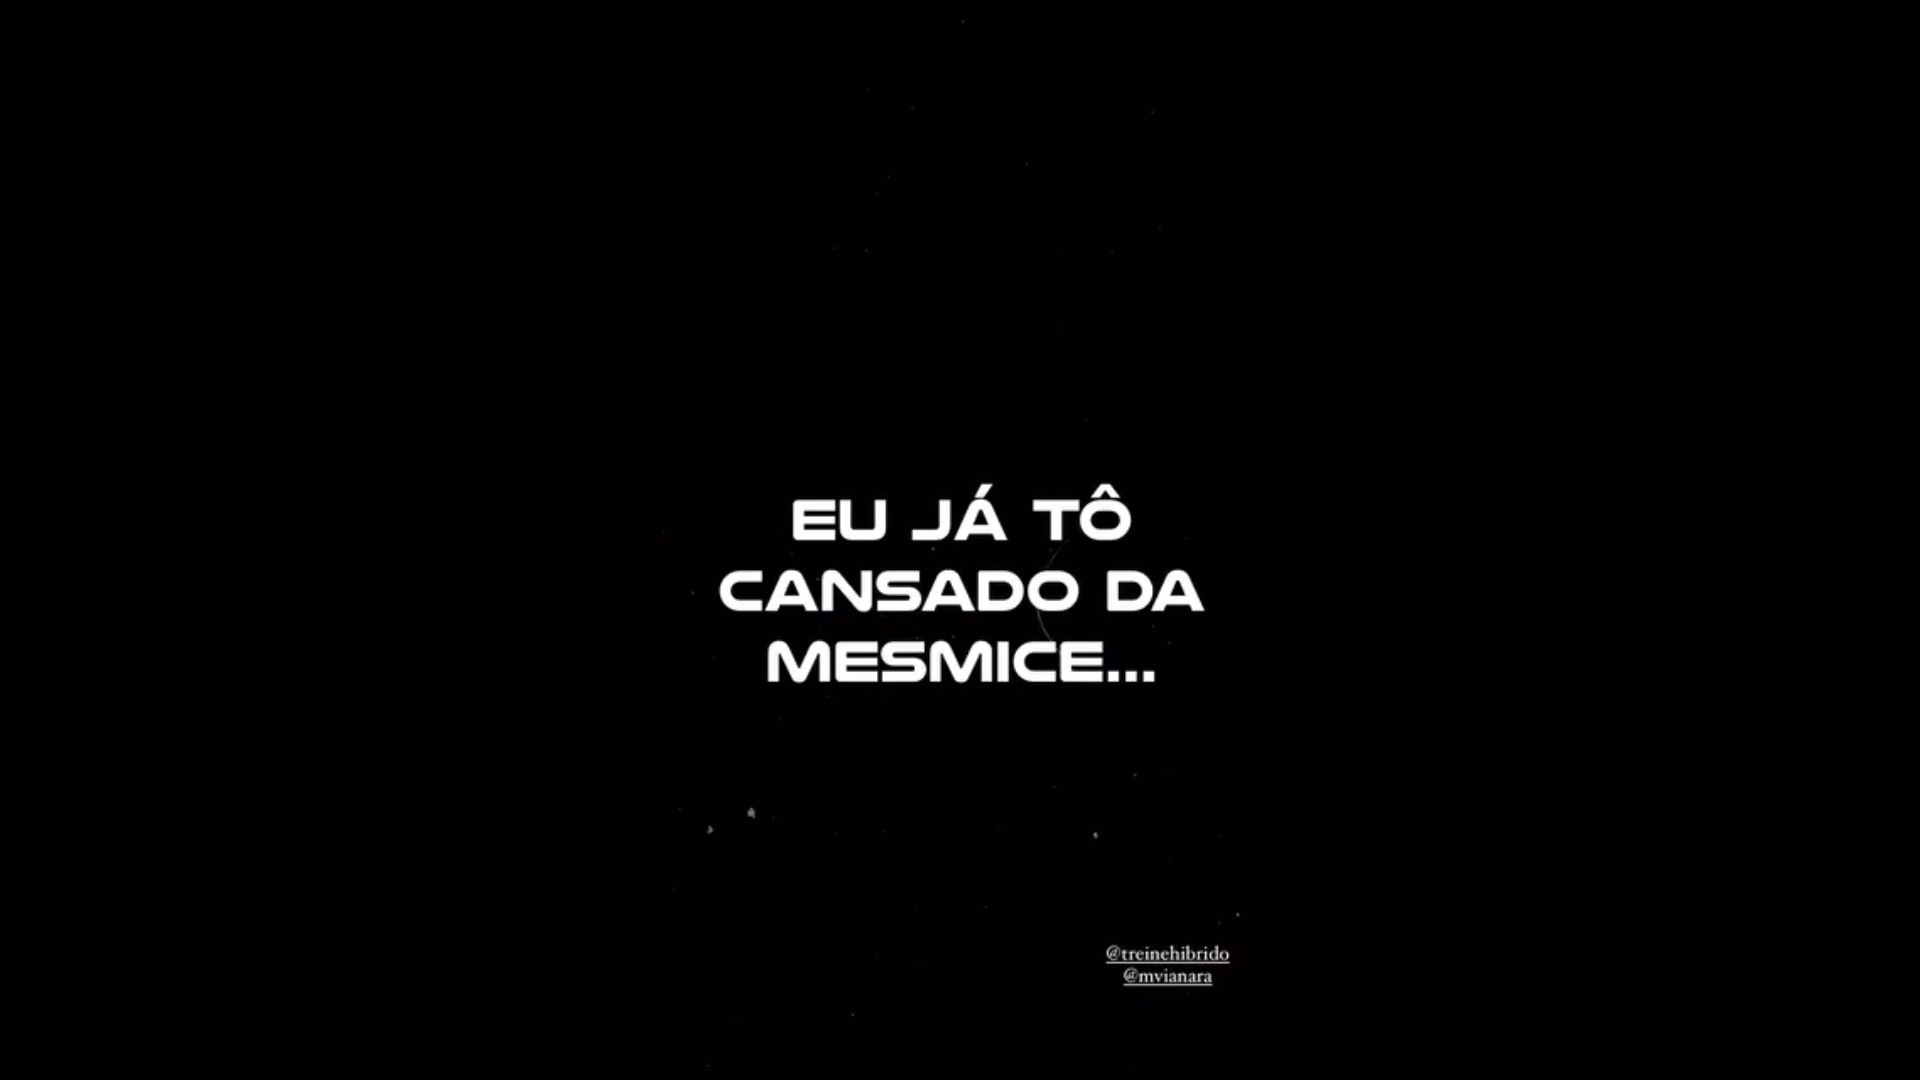 EU JÁ TÔ
CANSADO DA
MESMICE...
@treinehibrido
@mvianara